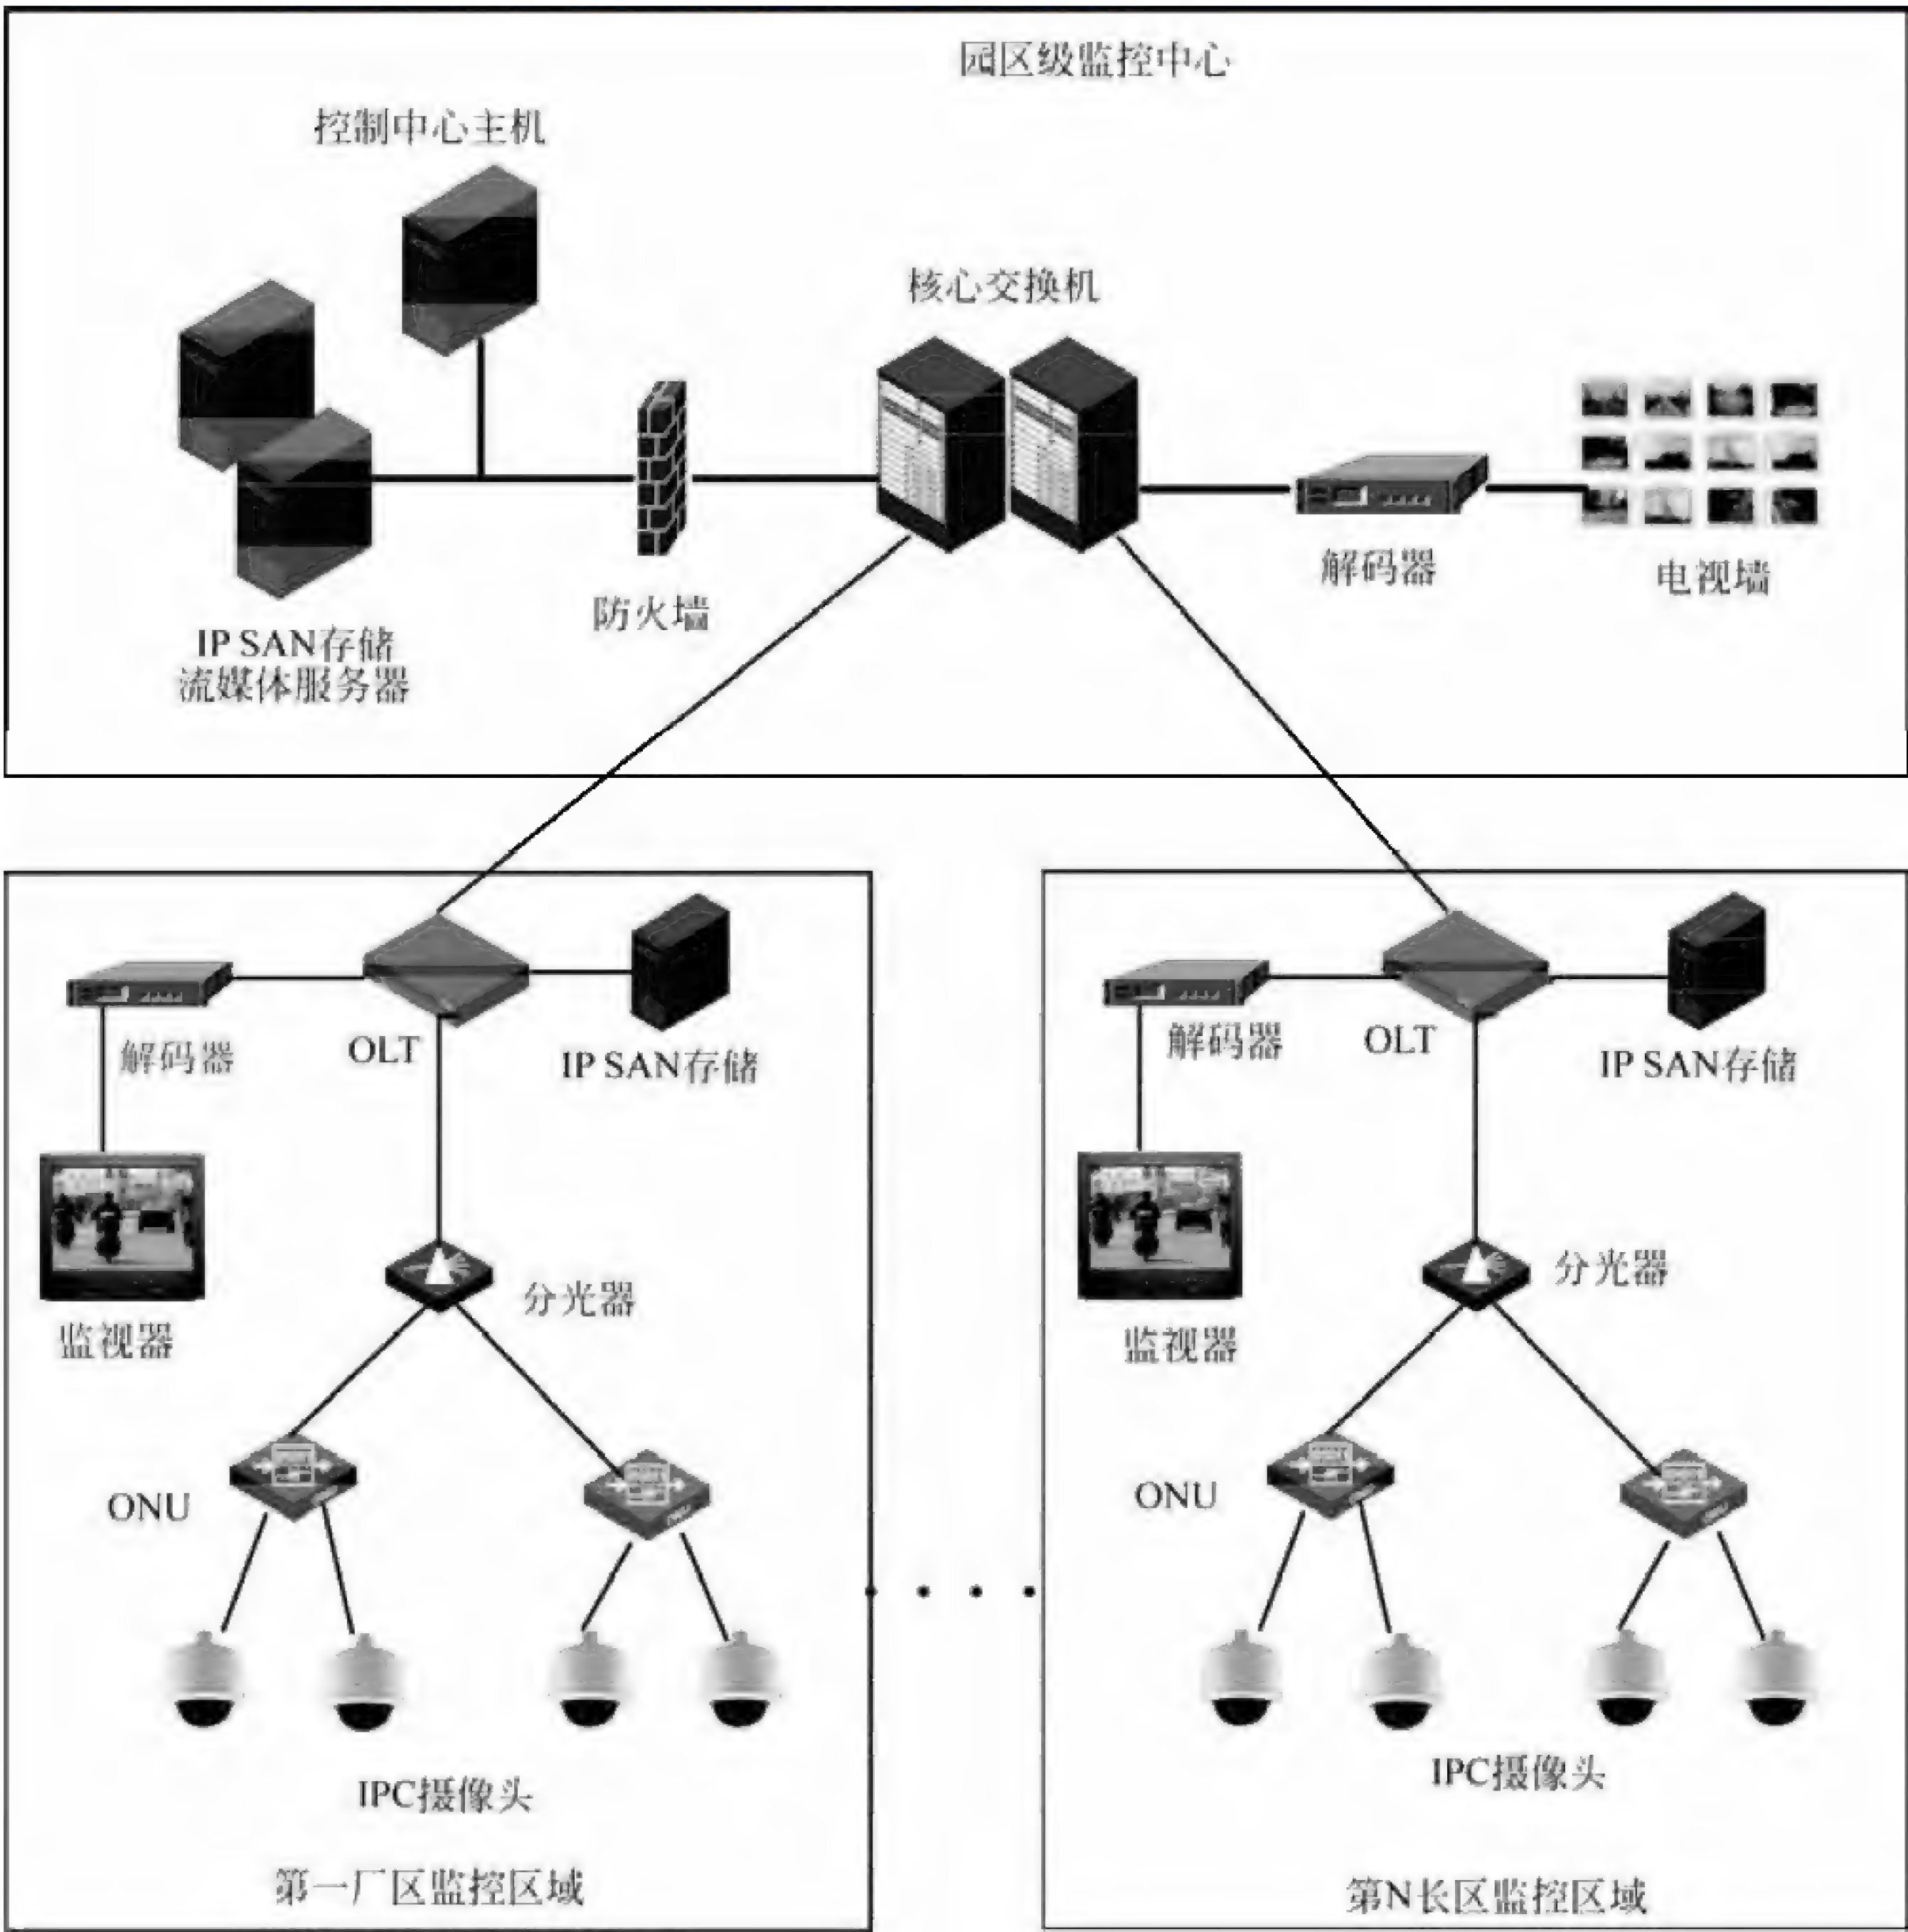 园区级监控中心
控制中心主机
核心交换机
防火墙
解码器
电视墙
IP SAN存储
流媒体服务器
解码器
OLT
IP SAN存储
监视器
分光器
ONU
IPC摄像头
第一厂区监控区域
解码器
OLT
IP SAN存储
监视器
分光器
ONU
IPC摄像头
第N长区监控区域